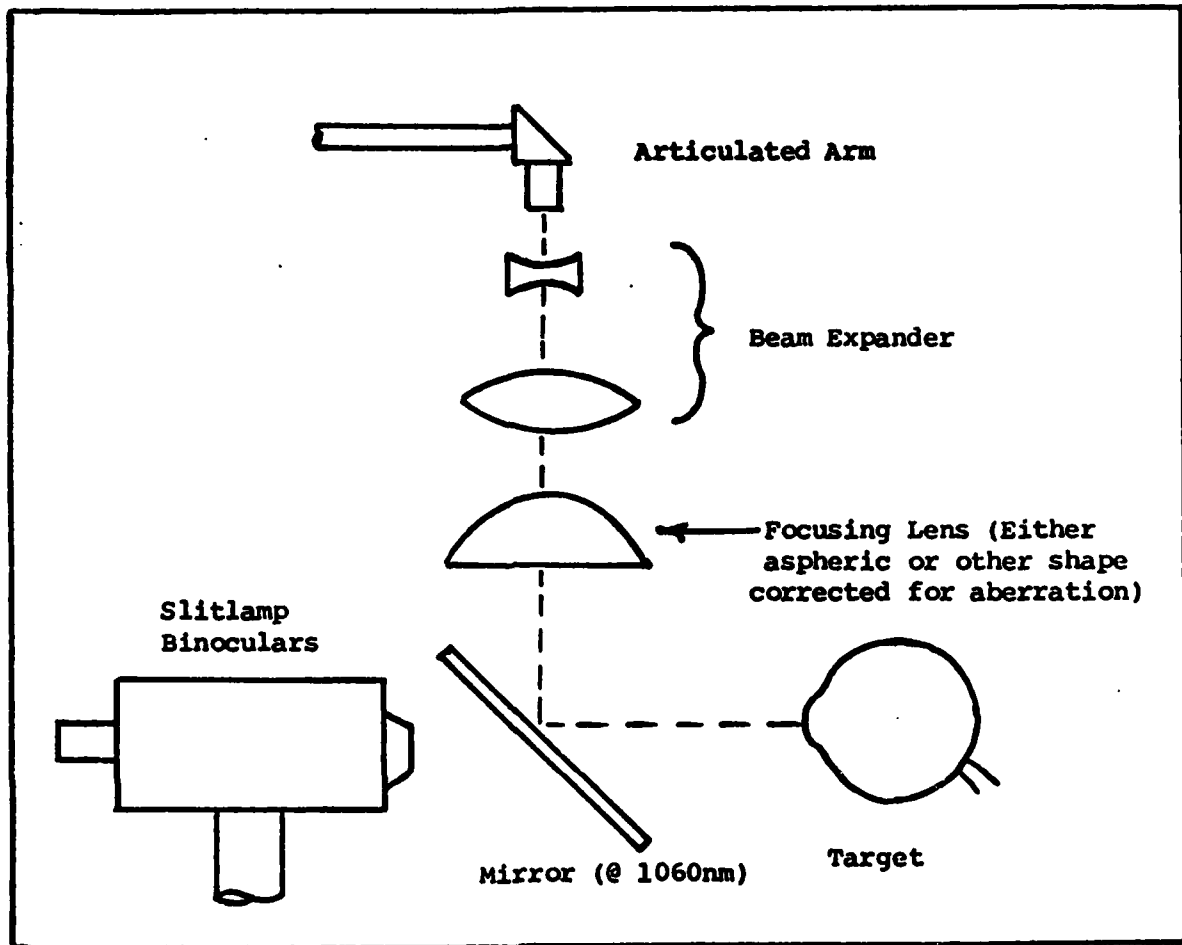 Articulated Arm
Beam Expander
Focusing Lens (Either
aspheric or other shape
corrected for aberration)
Slitlamp
Binoculars
Mirror (@ 1060nm)
Target